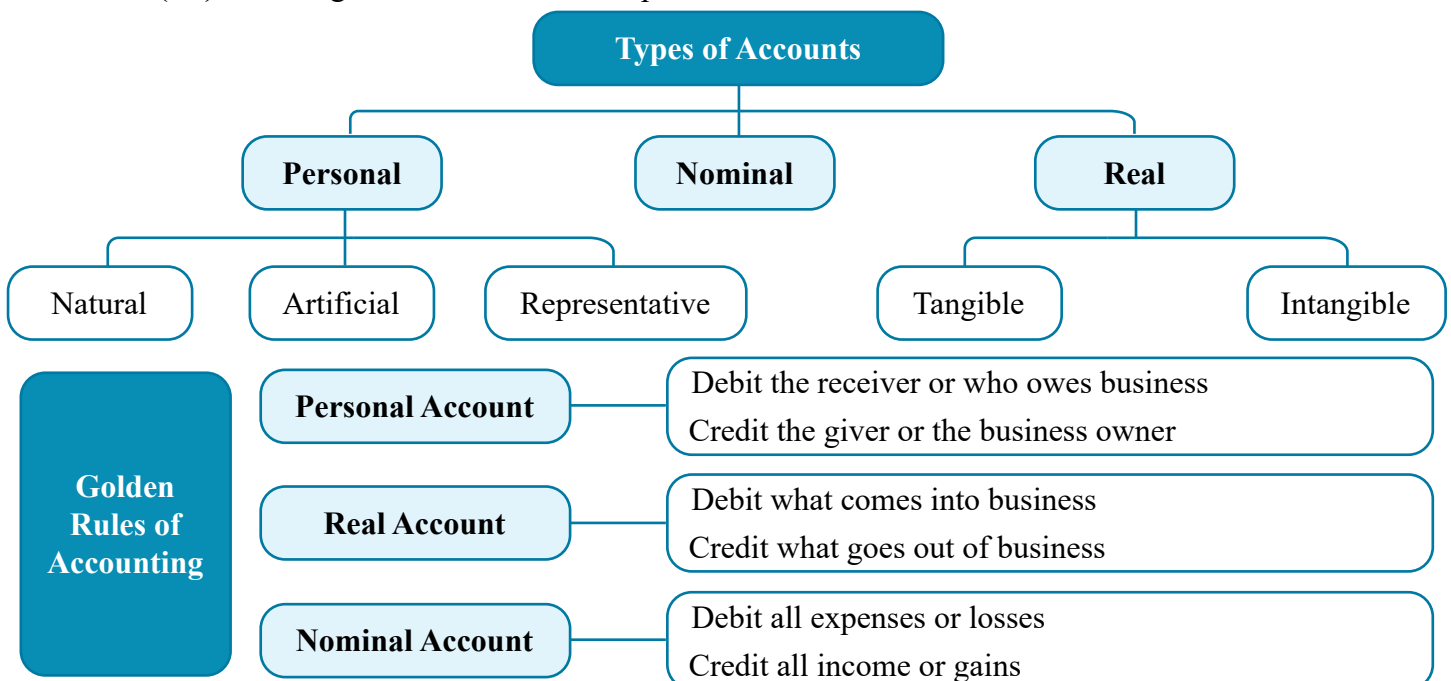 Types of Accounts
Personal
Nominal
Real
Natural
Artificial
Representative
Tangible
Intangible
Golden
Rules of
Accounting
Personal Account
Debit the receiver or who owes business
Credit the giver or the business owner
Real Account
Debit what comes into business
Credit what goes out of business
Nominal Account
Debit all expenses or losses
Credit all income or gains